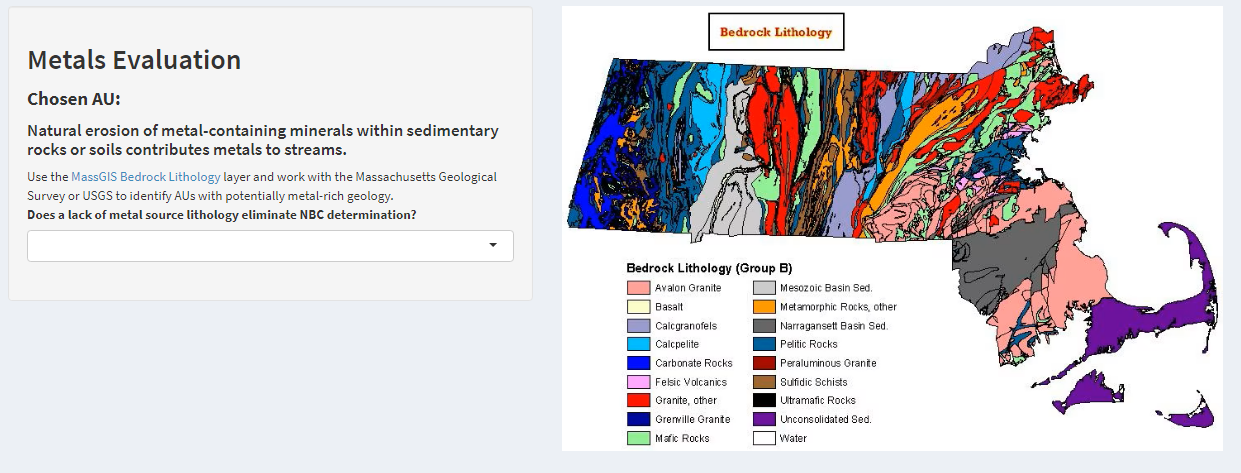 Metals Evaluation
Chosen AU:
Natural erosion of metal-containing minerals within sedimentary
rocks or soils contributes metals to streams.
Use the MassGIS Bedrock Lithology layer and work with the Massachusetts Geological
Survey or USGS to identify AUs with potentially metal-rich geology.
Does a lack of metal source lithology eliminate NBC determination?
Bedrock Lithology
Bedrock Lithology (Group B)
Avalon Granite
Basalt
Calcgranofels
Calcpelite
Carbonate Rocks
Felsic Volcanics
Granite, other
Grenville Granite
Mafic Rocks
Mesozoic Basin Sed.
Metamorphic Rocks, other
Narragansett Basin Sed.
Pelitic Rocks
Peraluminous Granite
Sulfidic Schists
Ultramafic Rocks
Unconsolidated Sed.
Water